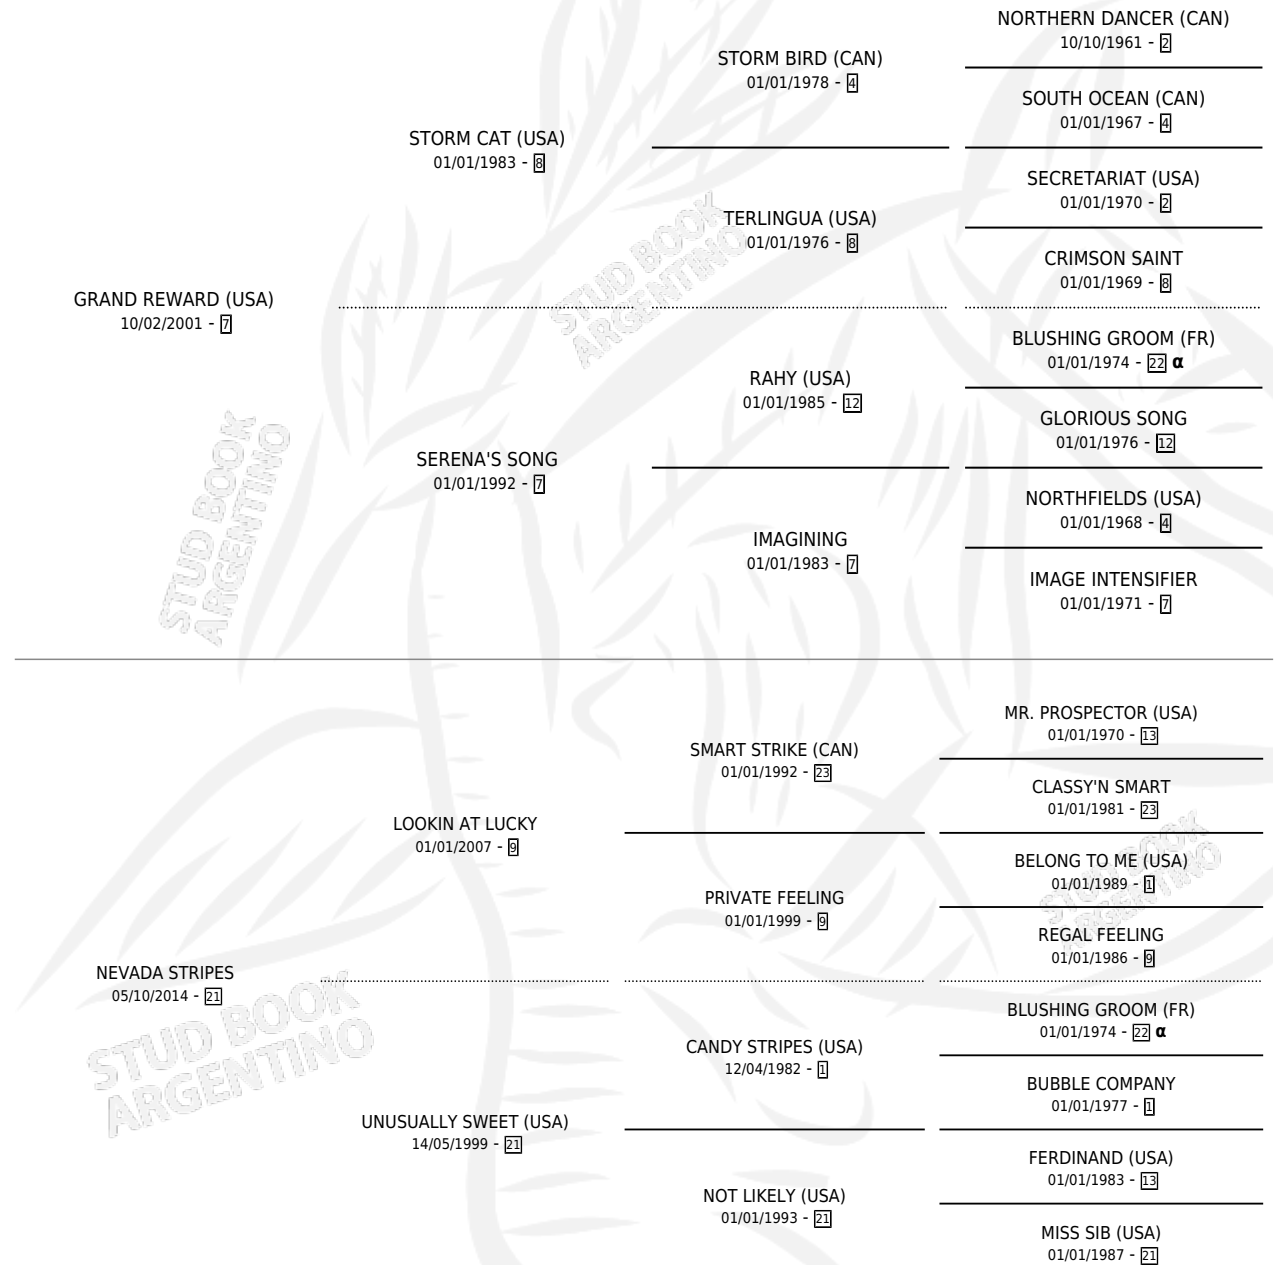 NORTHERN DANCER (CAN)
10/10/1961 - 2
STORM BIRD (CAN)
01/01/1978 - 4
SOUTH OCEAN (CAN)
01/01/1967 - 4
STORM CAT (USA)
01/01/1983 - 8
SECRETARIAT (USA)
01/01/1970 - 2
TERLINGUA (USA)
01/01/1976 - 8
CRIMSON SAINT
01/01/1969 - 8
STUD BOOK
ARGENTINO
GRAND REWARD (USA)
10/02/2001 - 7
BLUSHING GROOM (FR)
01/01/1974 - 22 α
RAHY (USA)
01/01/1985 - 12
GLORIOUS SONG
01/01/1976 - 12
SERENA'S SONG
01/01/1992 - 7
NORTHFIELDS (USA)
01/01/1968 - 4
IMAGINING
01/01/1983 - 7
IMAGE INTENSIFIER
01/01/1971 - 7
STUD BOOK
ARGENTINO
MR. PROSPECTOR (USA)
01/01/1970 - 13
SMART STRIKE (CAN)
01/01/1992 - 23
CLASSY'N SMART
01/01/1981 - 23
LOOKIN AT LUCKY
01/01/2007 - 9
BELONG TO ME (USA)
01/01/1989 - 1
PRIVATE FEELING
01/01/1999 - 9
REGAL FEELING
01/01/1986 - 9
STUD BOOK
ARGENTINO
NEVADA STRIPES
05/10/2014 - 21
BLUSHING GROOM (FR)
01/01/1974 - 22 α
CANDY STRIPES (USA)
12/04/1982 - 1
BUBBLE COMPANY
01/01/1977 - 1
STUD BOOK
ARGENTINO
UNUSUALLY SWEET (USA)
14/05/1999 - 21
FERDINAND (USA)
01/01/1983 - 13
NOT LIKELY (USA)
01/01/1993 - 21
MISS SIB (USA)
01/01/1987 - 21